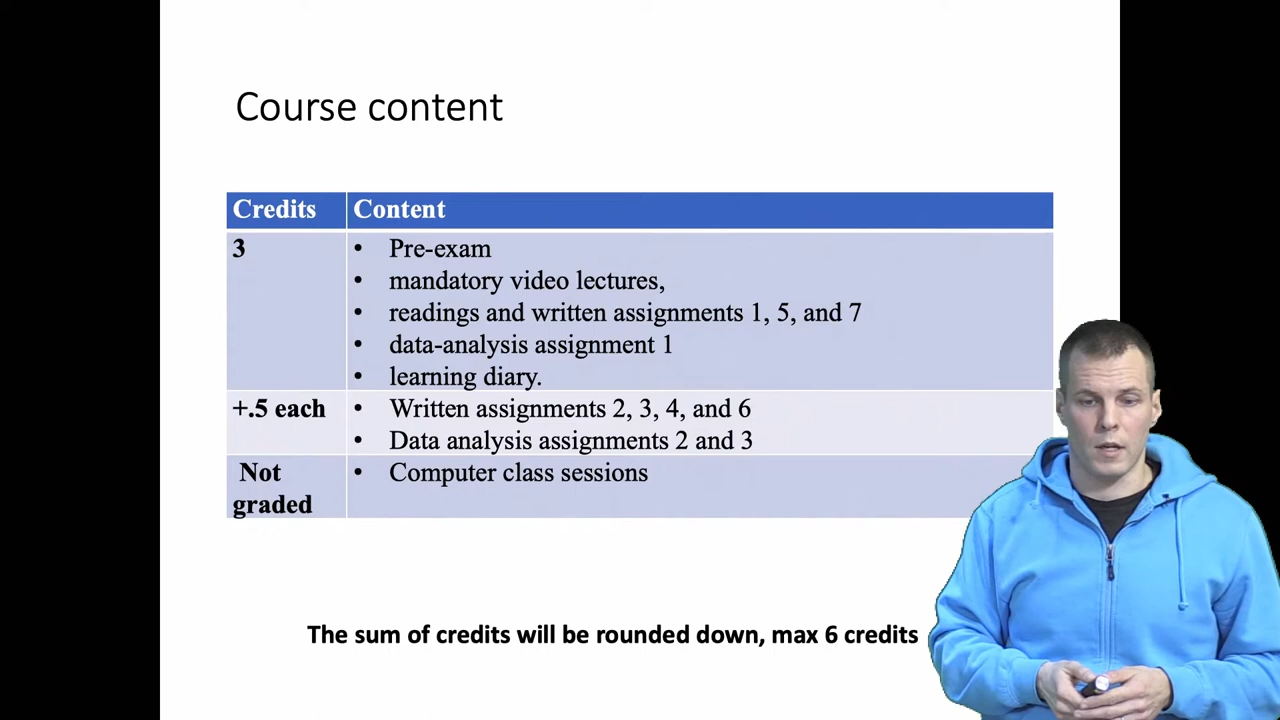 Course content
Credits Content
3 • Pre-exam
• mandatory video lectures,
• readings and written assignments 1, 5, and 7
• data-analysis assignment 1
• learning diary.
+.5 each • Written assignments 2, 3, 4, and 6
• Data analysis assignments 2 and 3
Not • Computer class sessions
graded
The sum of credits will be rounded down, max 6 credits